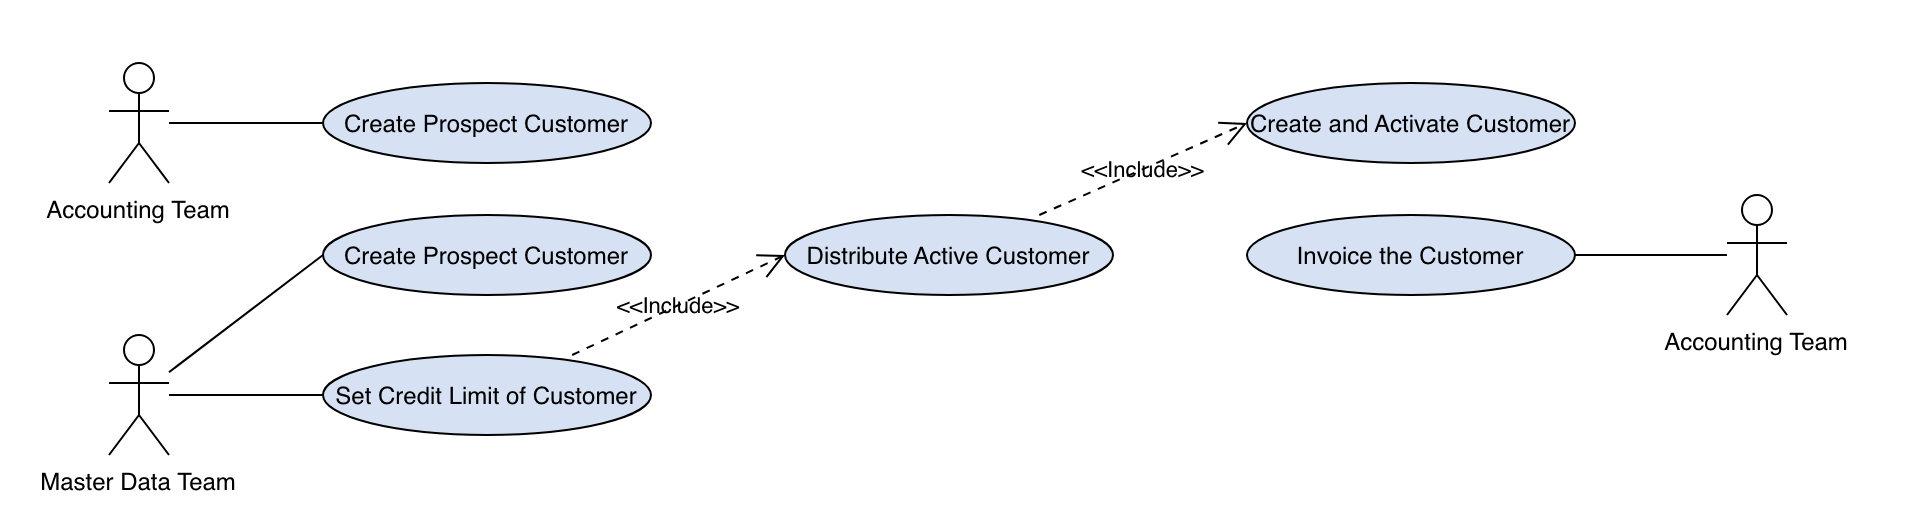 Create Prospect Customer
Accounting Team
Create Prospect Customer
Set Credit Limit of Customer
Master Data Team
<<Include>>
Distribute Active Customer
<<Include>>
Create and Activate Customer
Invoice the Customer
Accounting Team